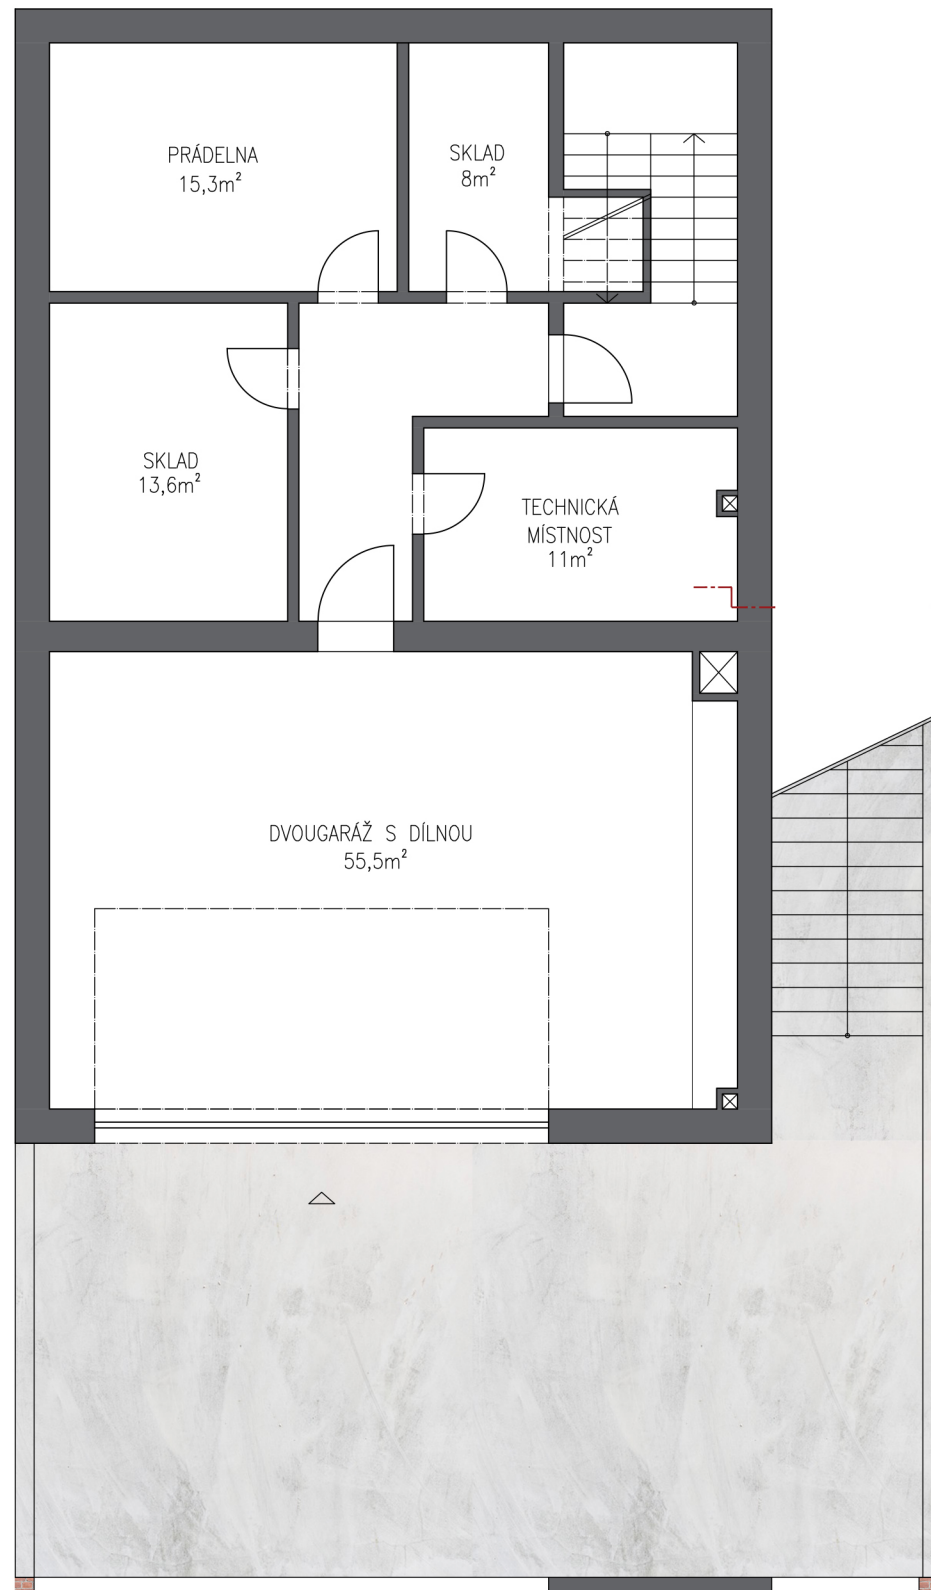 PRÁDELNA
15,3m²
SKLAD
8m²
SKLAD
13,6m²
TECHNICKÁ
MÍSTNOST
11m²
DVOUGARÁŽ S DÍLNOU
55,5m²